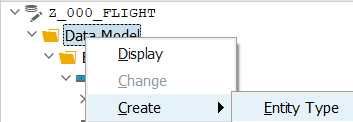 Z_000_FLIGHT
Data Model
Display
Change
Create
Entity Type